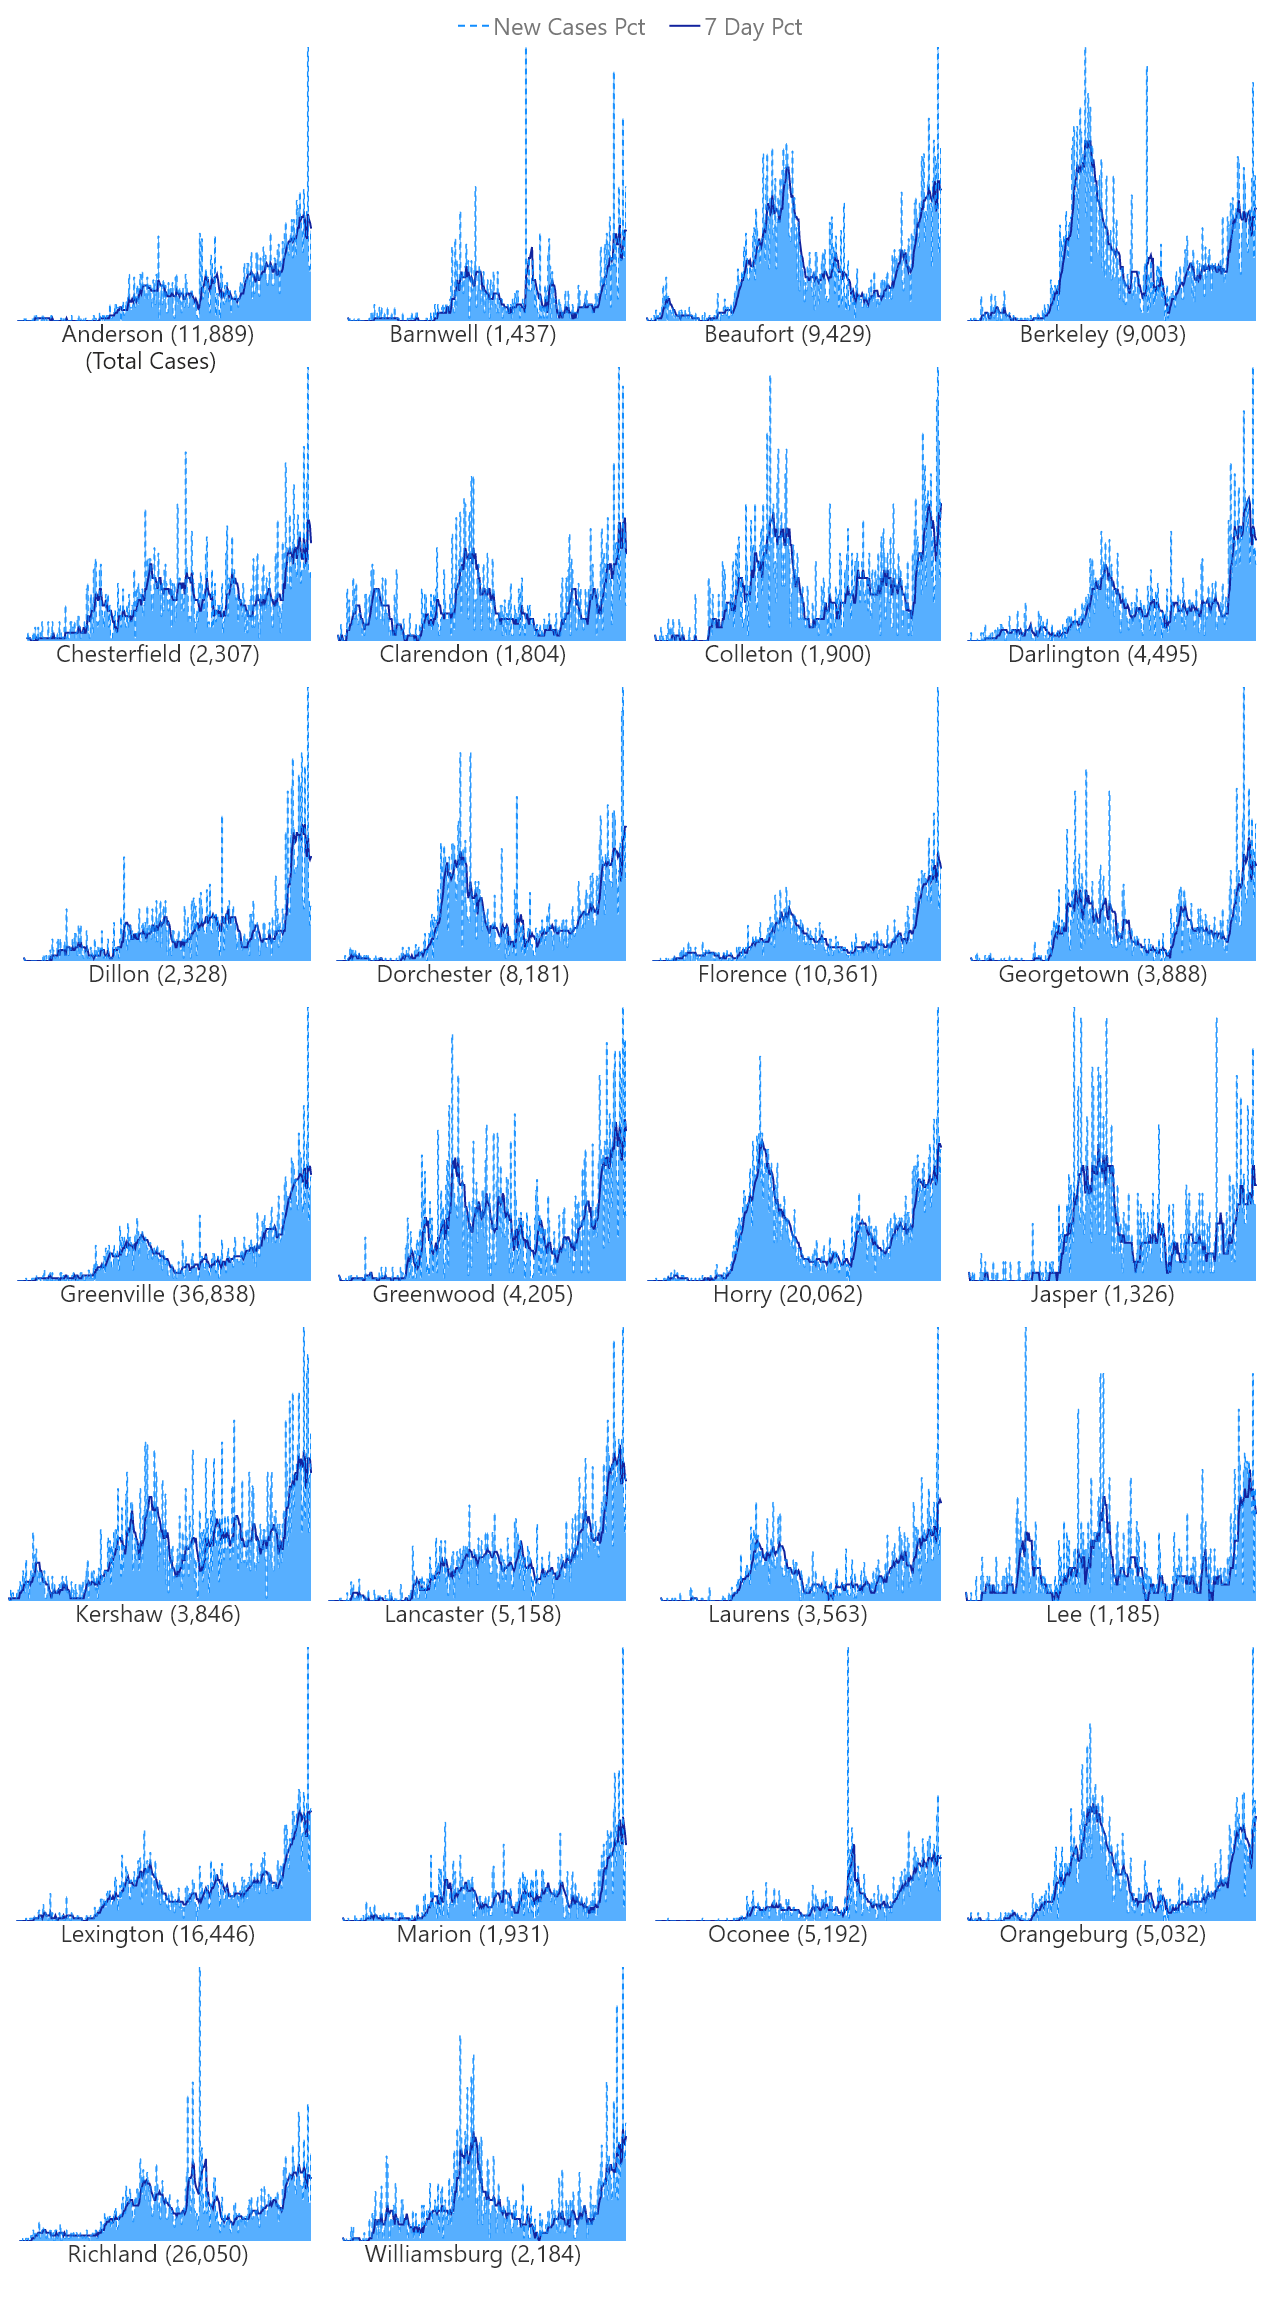 New Cases Pct 7 Day Pct
Anderson (11,889) Barnwell (1,437) Beaufort (9,429) Berkeley (9,003)
(Total Cases)
Chesterfield (2,307) Clarendon (1,804) Colleton (1,900) Darlington (4,495)
Dillon (2,328) Dorchester (8,181) Florence (10,361) Georgetown (3,888)
Greenville (36,838) Greenwood (4,205) Horry (20,062) Jasper (1,326)
Kershaw (3,846) Lancaster (5,158) Laurens (3,563) Lee (1,185)
Lexington (16,446) Marion (1,931) Oconee (5,192) Orangeburg (5,032)
Richland (26,050) Williamsburg (2,184)